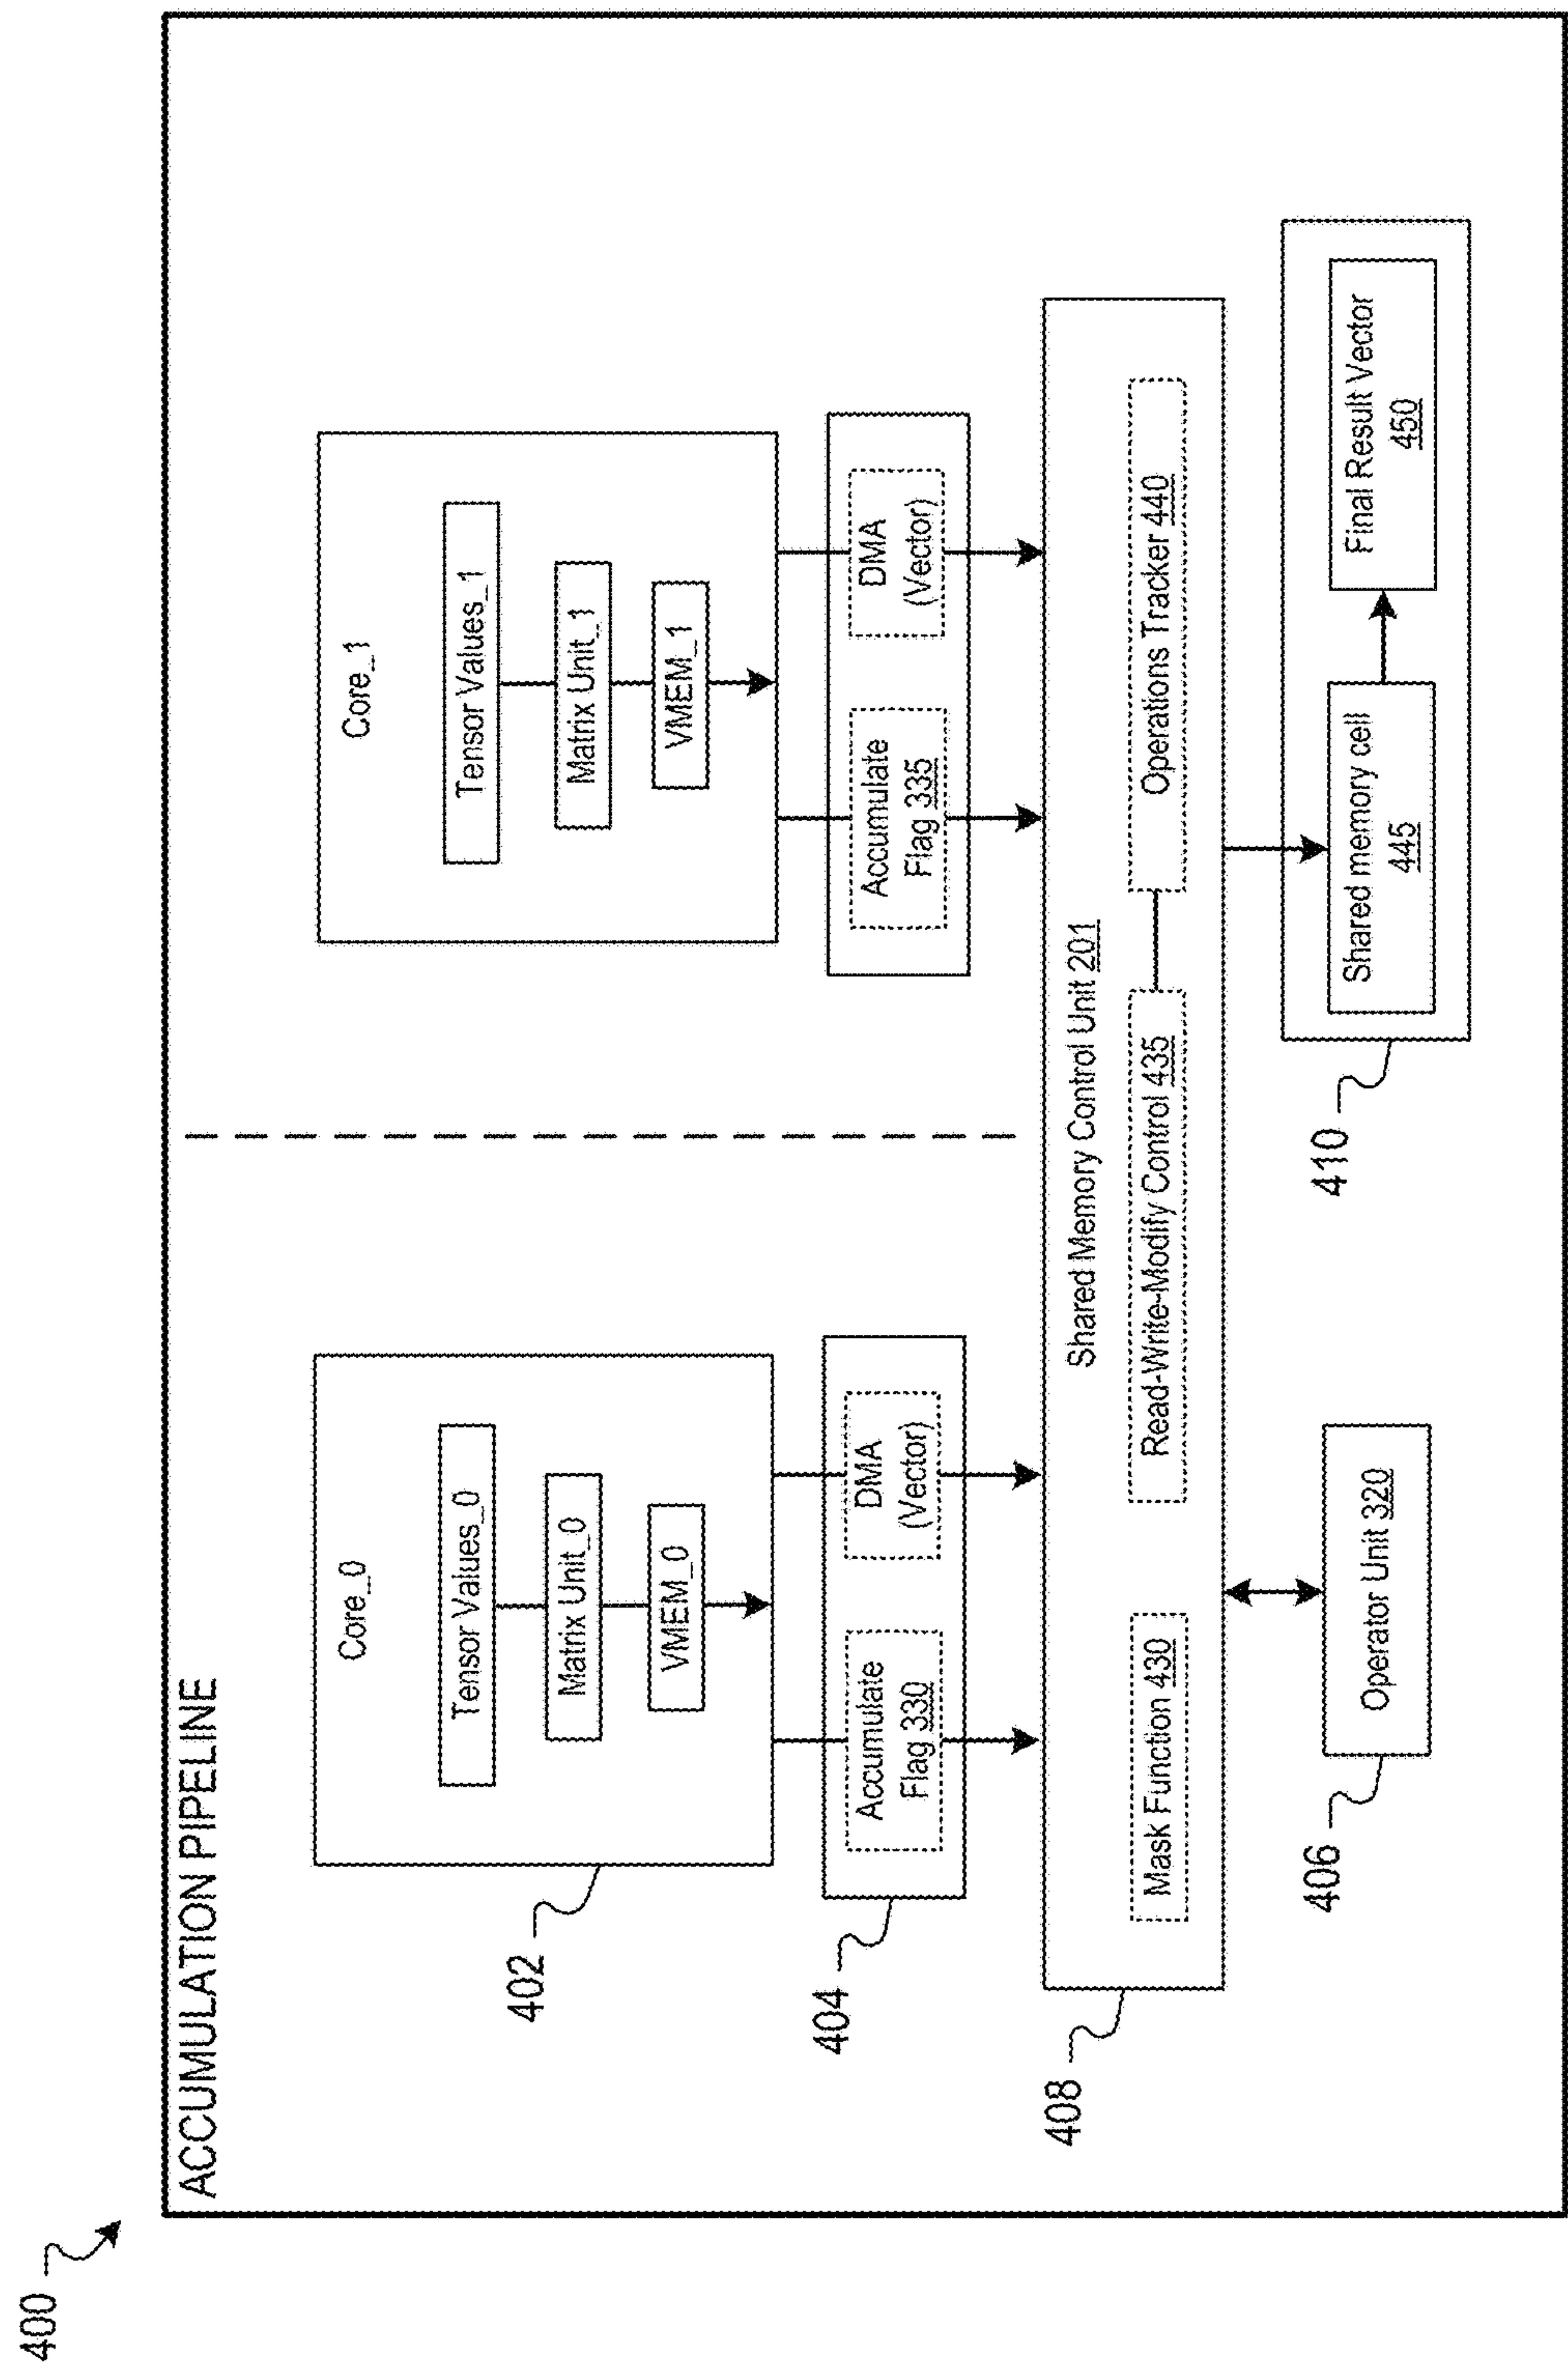 400
ACCUMULATION PIPELINE
402
Core_0
Tensor Values_0
Matrix Unit_0
VMEM_0
Core_1
Tensor Values_1
Matrix Unit_1
VMEM_1
404
Accumulate
Flag 330
DMA
(Vector)
Accumulate
Flag 335
DMA
(Vector)
408
Shared Memory Control Unit 201
Mask Function 430
Read-Write-Modify Control 435
Operations Tracker 440
406
Operator Unit 320
410
Shared memory cell
445
Final Result Vector
450